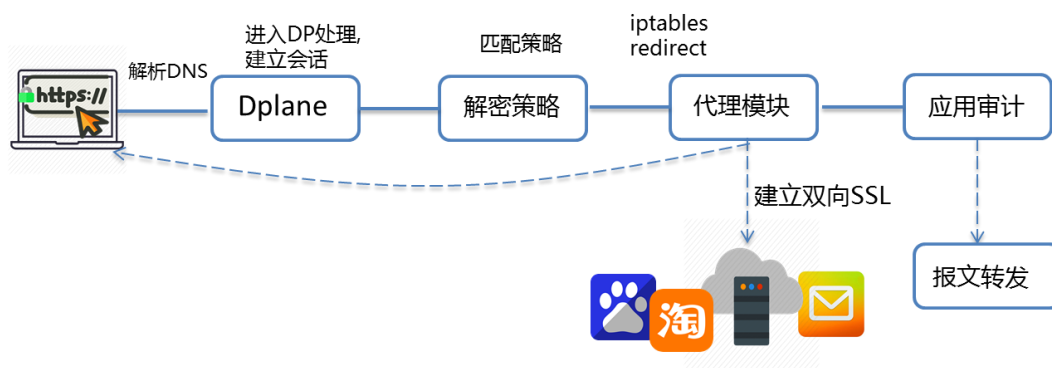 https://
解析DNS
进入DP处理,
建立会话
Dplane
匹配策略
解密策略
iptables
redirect
代理模块
应用审计
建立双向SSL
淘
报文转发